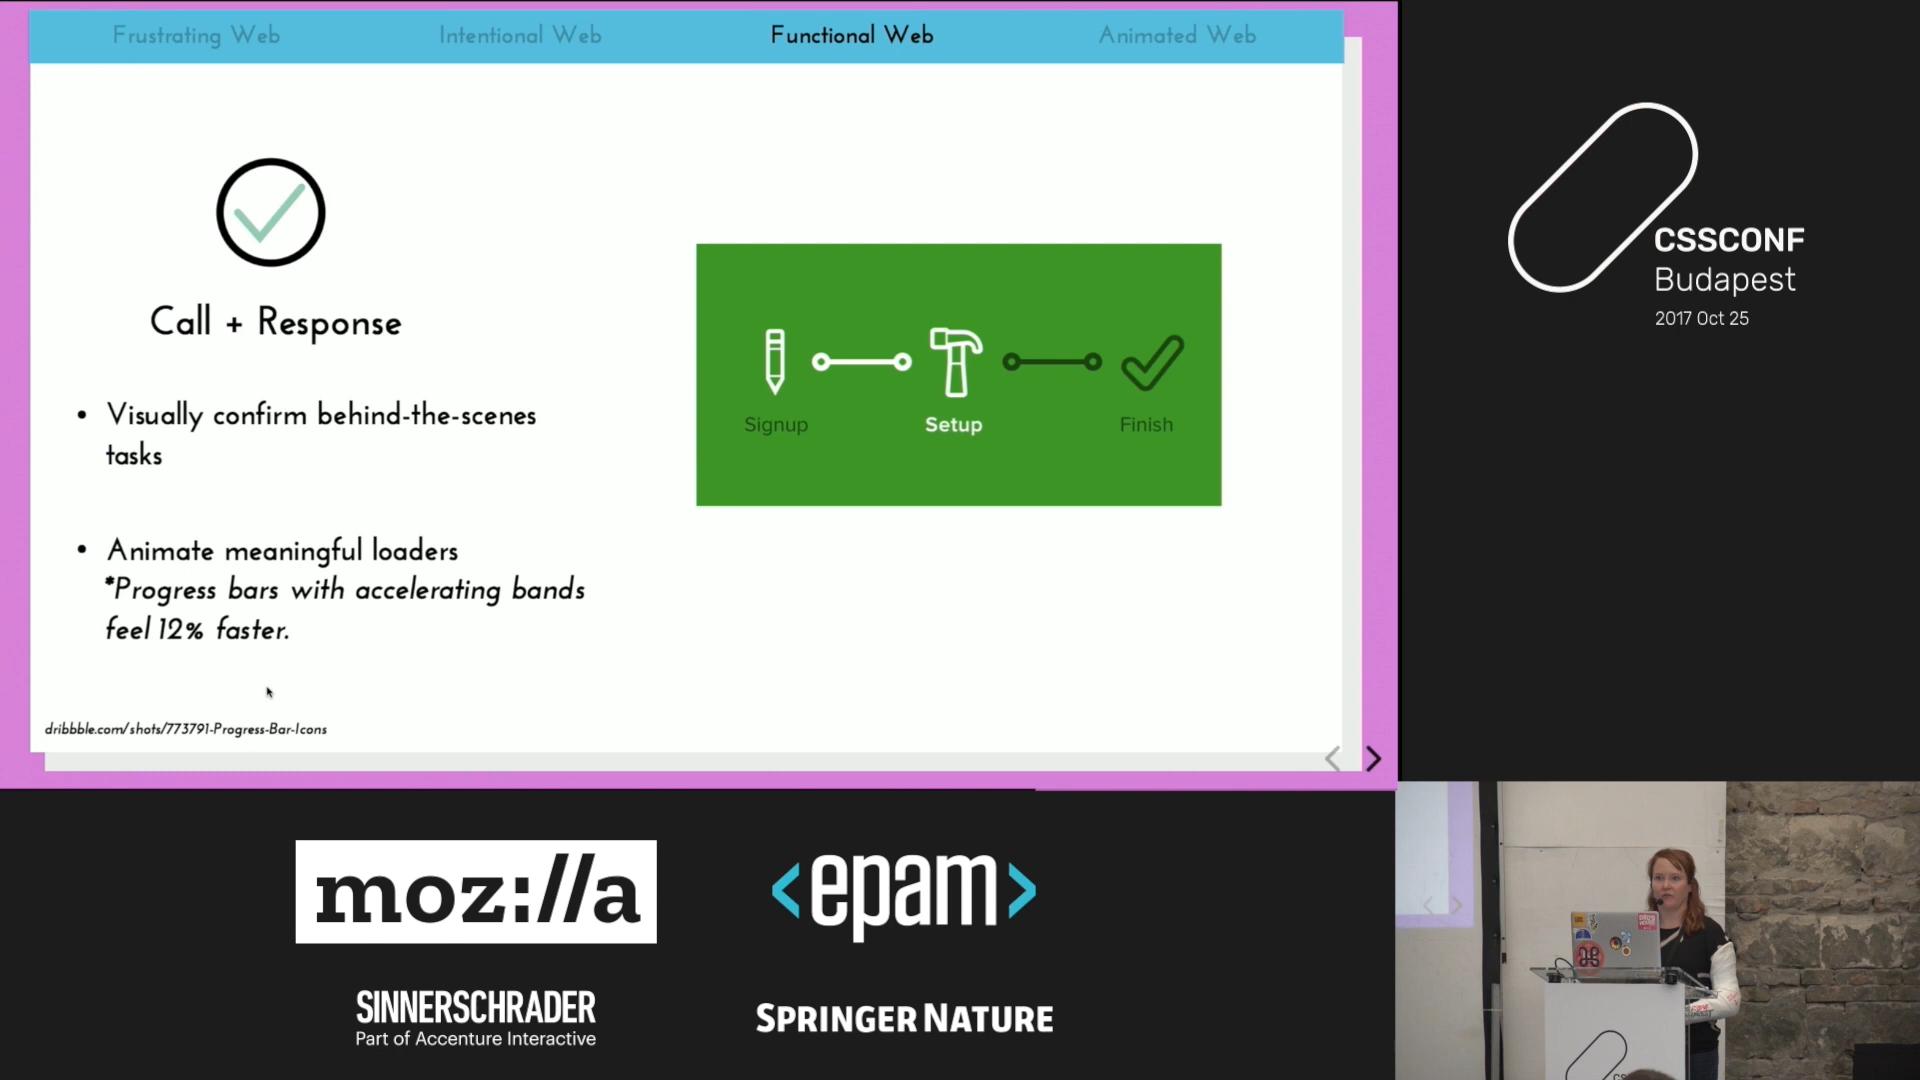 Frustrating Web
Intentional Web
Functional Web
Animated Web
Call + Response
• Visually confirm behind-the-scenes
tasks
• Animate meaningful loaders
*Progress bars with accelerating bands
feel 12% faster.
dribbble.com/shots/773791-Progress-Bar-Icons
Signup
Setup
Finish
CSSCONF
Budapest
2017 Oct 25
moz://a
<epam>
SINNERSCHRADER
Part of Accenture Interactive
SPRINGER NATURE